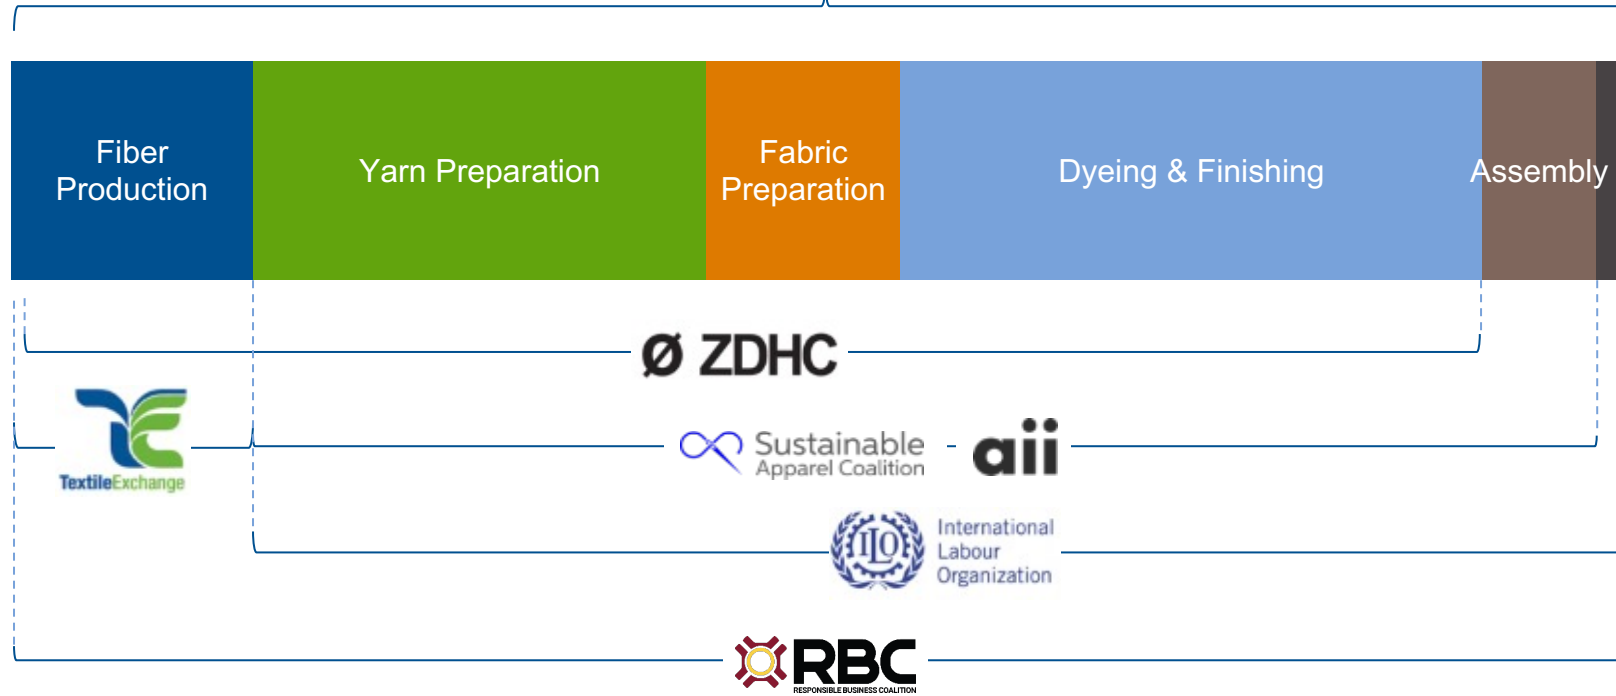 Fiber
Production
Yarn Preparation
Fabric
Preparation
Dyeing & Finishing
Assembly
Ø ZDHC
TextileExchange
Sustainable
Apparel Coalition
aii
ILO
International
Labour
Organization
RBC
RESPONSIBLE BUSINESS COALITION